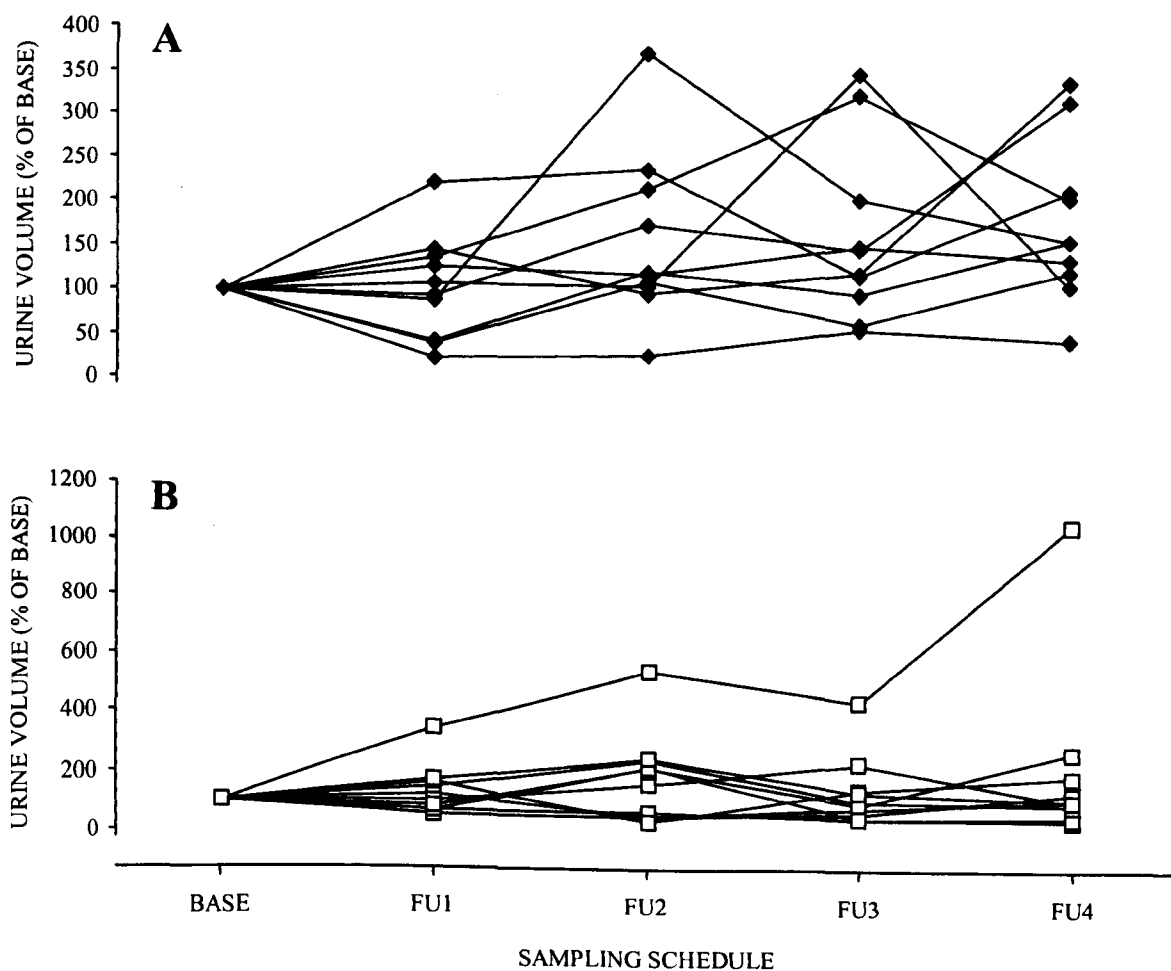 A
URINE VOLUME (% OF BASE)
400
350
300
250
200
150
100
50
0
B
URINE VOLUME (% OF BASE)
1200
1000
800
600
400
200
0
BASE FU1 FU2 FU3 FU4
SAMPLING SCHEDULE